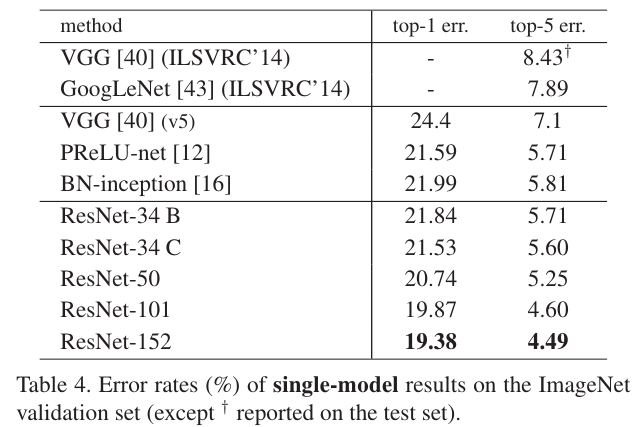 method top-1 err. top-5 err.
VGG [40] (ILSVRC’14) - 8.43†
GoogLeNet [43] (ILSVRC’14) - 7.89
VGG [40] (v5) 24.4 7.1
PReLU-net [12] 21.59 5.71
BN-inception [16] 21.99 5.81
ResNet-34 B 21.84 5.71
ResNet-34 C 21.53 5.60
ResNet-50 20.74 5.25
ResNet-101 19.87 4.60
ResNet-152 19.38 4.49
Table 4. Error rates (%) of single-model results on the ImageNet
validation set (except † reported on the test set).